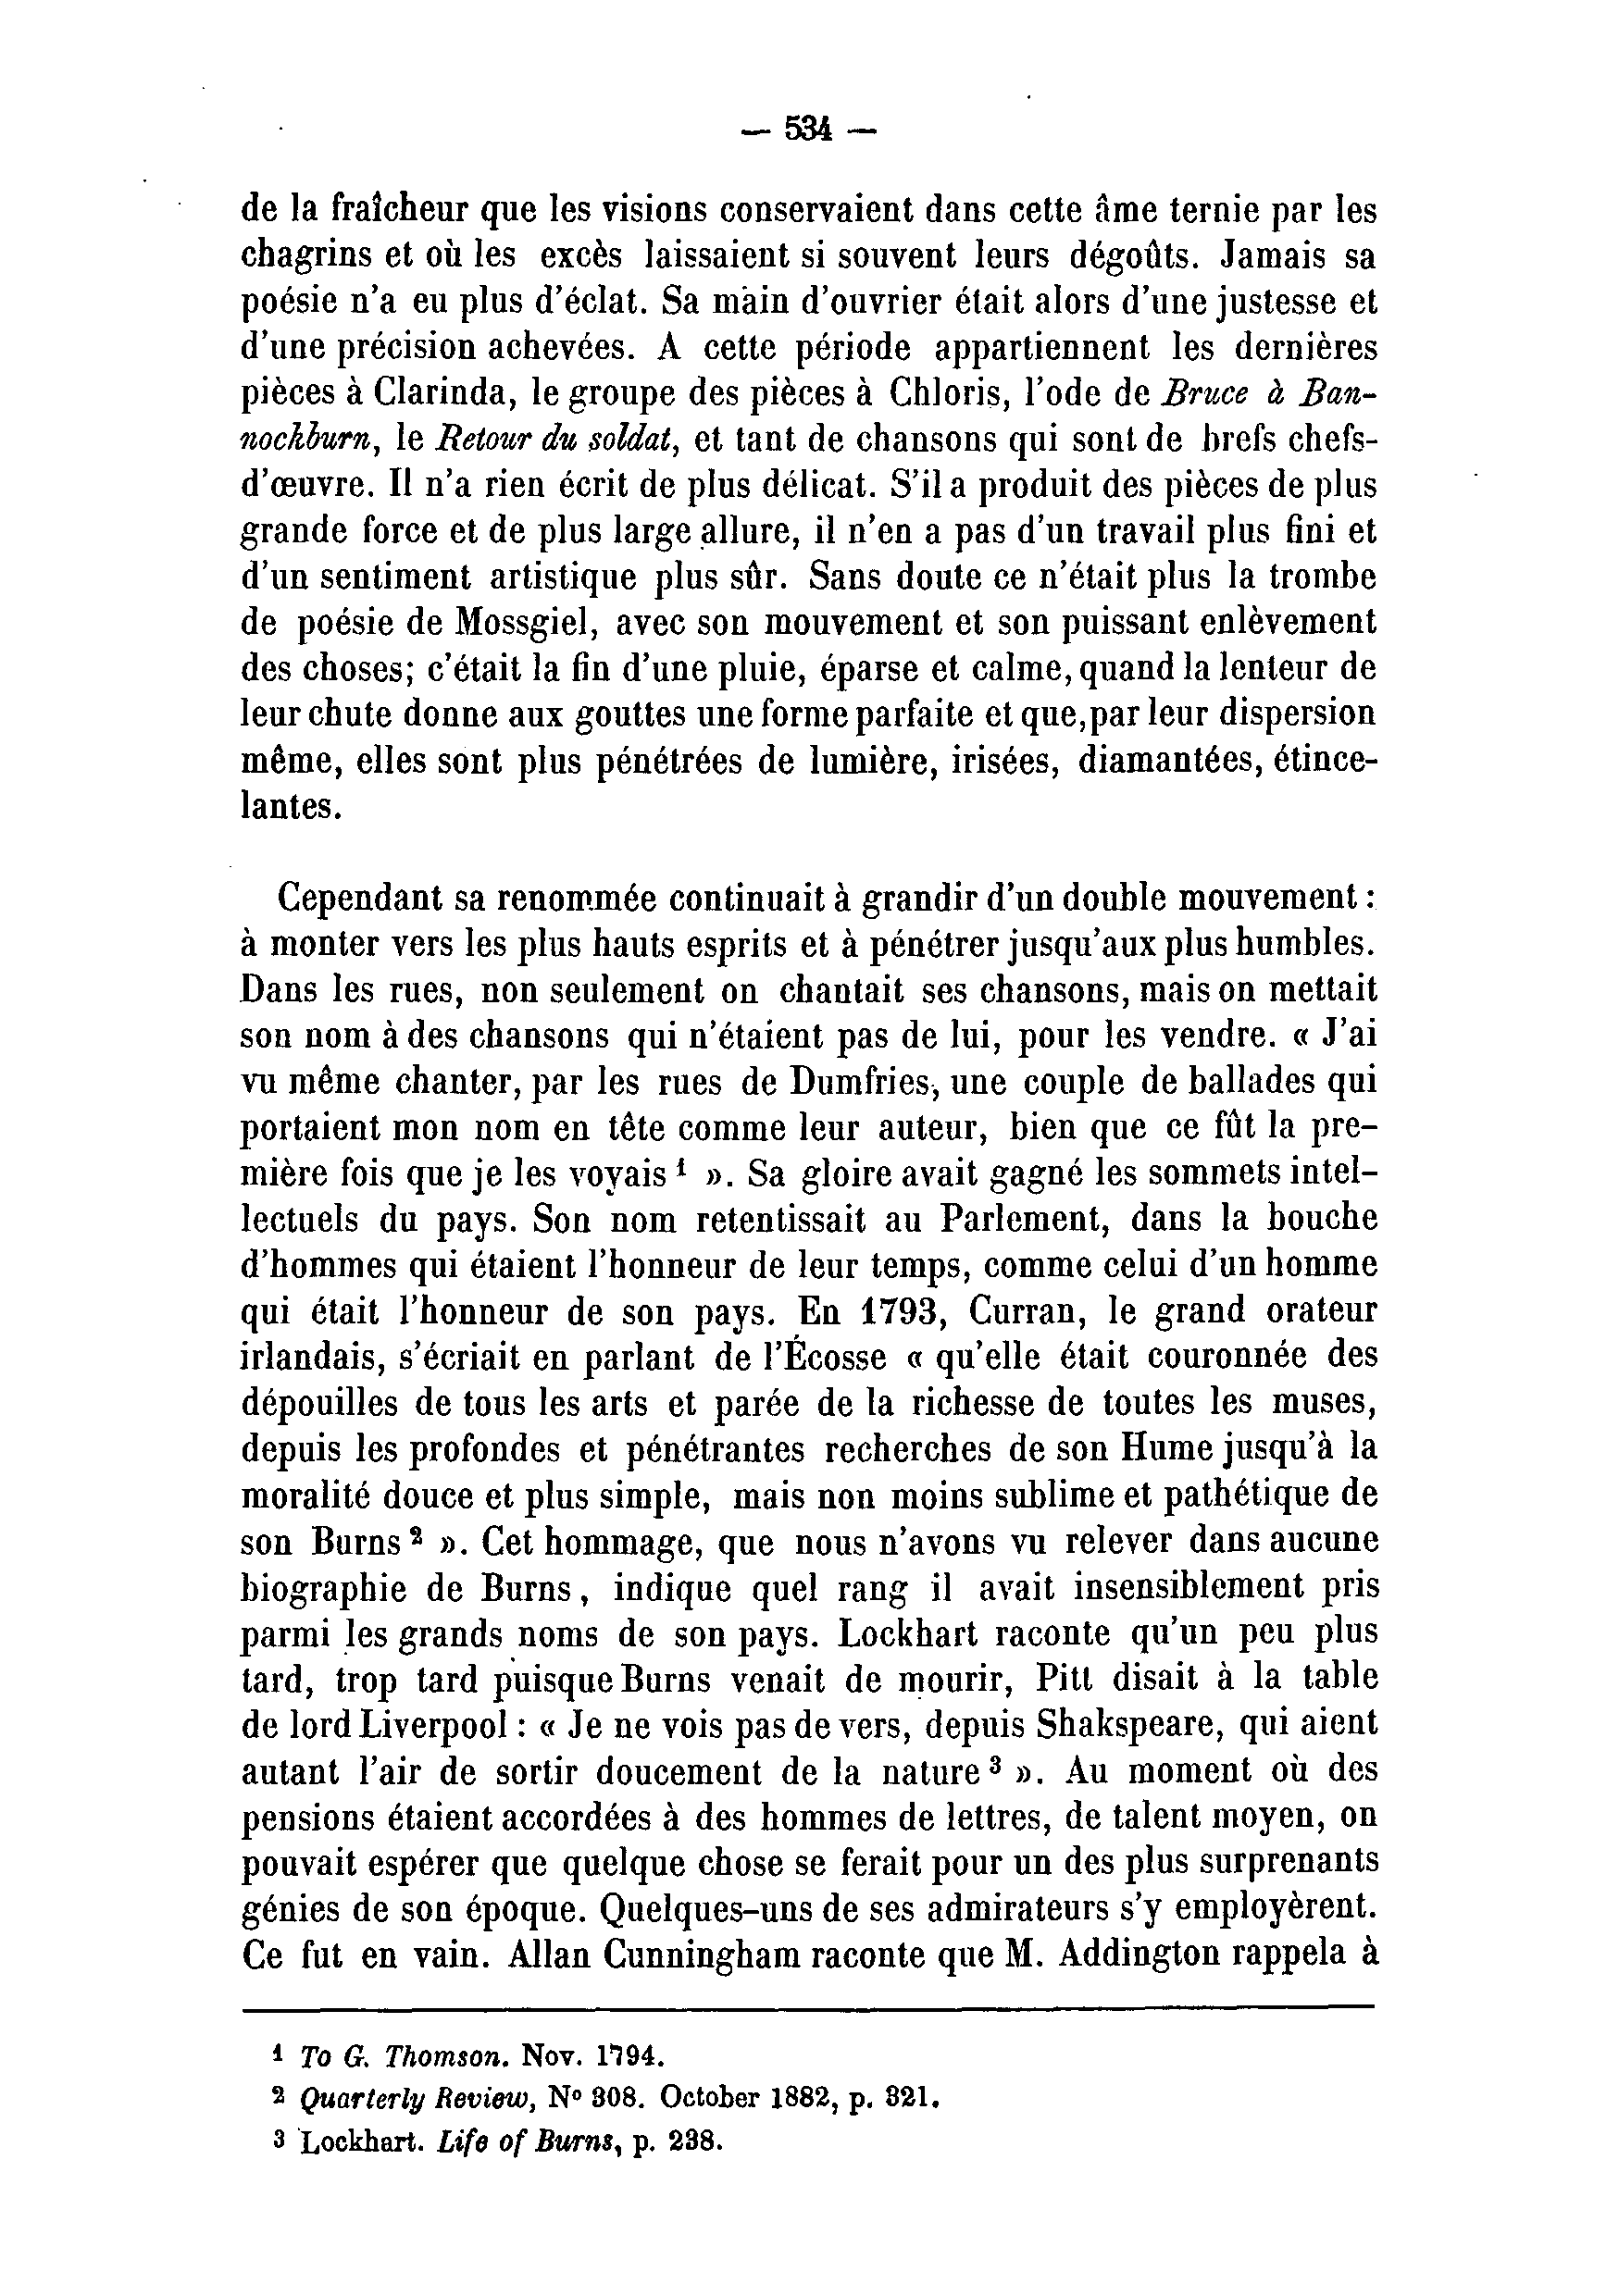 — 534 —
de la fraîcheur que les visions conservaient dans cette âme ternie par les
chagrins et où les excès laissaient si souvent leurs dégoûts. Jamais sa
poésie n'a eu plus d'éclat. Sa main d'ouvrier était alors d'une justesse et
d'une précision achevées. A cette période appartiennent les dernières
pièces à Clarinda, le groupe des pièces à Chloris, l'ode de Bruce à Ban-
nockburn, le Retour du soldat, et tant de chansons qui sont de brefs chefs-
d'œuvre. Il n'a rien écrit de plus délicat. S'il a produit des pièces de plus
grande force et de plus large allure, il n'en a pas d'un travail plus fini et
d'un sentiment artistique plus sûr. Sans doute ce n'était plus la trombe
de poésie de Mossgiel, avec son mouvement et son puissant enlèvement
des choses; c'était la fin d'une pluie, éparse et calme, quand la lenteur de
leur chute donne aux gouttes une forme parfaite et que, par leur dispersion
même, elles sont plus pénétrées de lumière, irisées, diamantées, étince-
lantes.
Cependant sa renommée continuait à grandir d'un double mouvement :
à monter vers les plus hauts esprits et à pénétrer jusqu'aux plus humbles.
Dans les rues, non seulement on chantait ses chansons, mais on mettait
son nom à des chansons qui n'étaient pas de lui, pour les vendre. « J'ai
vu même chanter, par les rues de Dumfries, une couple de ballades qui
portaient mon nom en tête comme leur auteur, bien que ce fût la pre-
mière fois que je les voyais ¹ ». Sa gloire avait gagné les sommets intel-
lectuels du pays. Son nom retentissait au Parlement, dans la bouche
d'hommes qui étaient l'honneur de leur temps, comme celui d'un homme
qui était l'honneur de son pays. En 1793, Curran, le grand orateur
irlandais, s'écriait en parlant de l'Écosse « qu'elle était couronnée des
dépouilles de tous les arts et parée de la richesse de toutes les muses,
depuis les profondes et pénétrantes recherches de son Hume jusqu'à la
moralité douce et plus simple, mais non moins sublime et pathétique de
son Burns ² ». Cet hommage, que nous n'avons vu relever dans aucune
biographie de Burns, indique quel rang il avait insensiblement pris
parmi les grands noms de son pays. Lockhart raconte qu'un peu plus
tard, trop tard puisque Burns venait de mourir, Pitt disait à la table
de lord Liverpool : « Je ne vois pas de vers, depuis Shakspeare, qui aient
autant l'air de sortir doucement de la nature ³ ». Au moment où des
pensions étaient accordées à des hommes de lettres, de talent moyen, on
pouvait espérer que quelque chose se ferait pour un des plus surprenants
génies de son époque. Quelques-uns de ses admirateurs s'y employèrent.
Ce fut en vain. Allan Cunningham raconte que M. Addington rappela à
¹ To G. Thomson. Nov. 1794.
² Quarterly Review, Nº 308. October 1882, p. 321.
³ Lockhart. Life of Burns, p. 238.